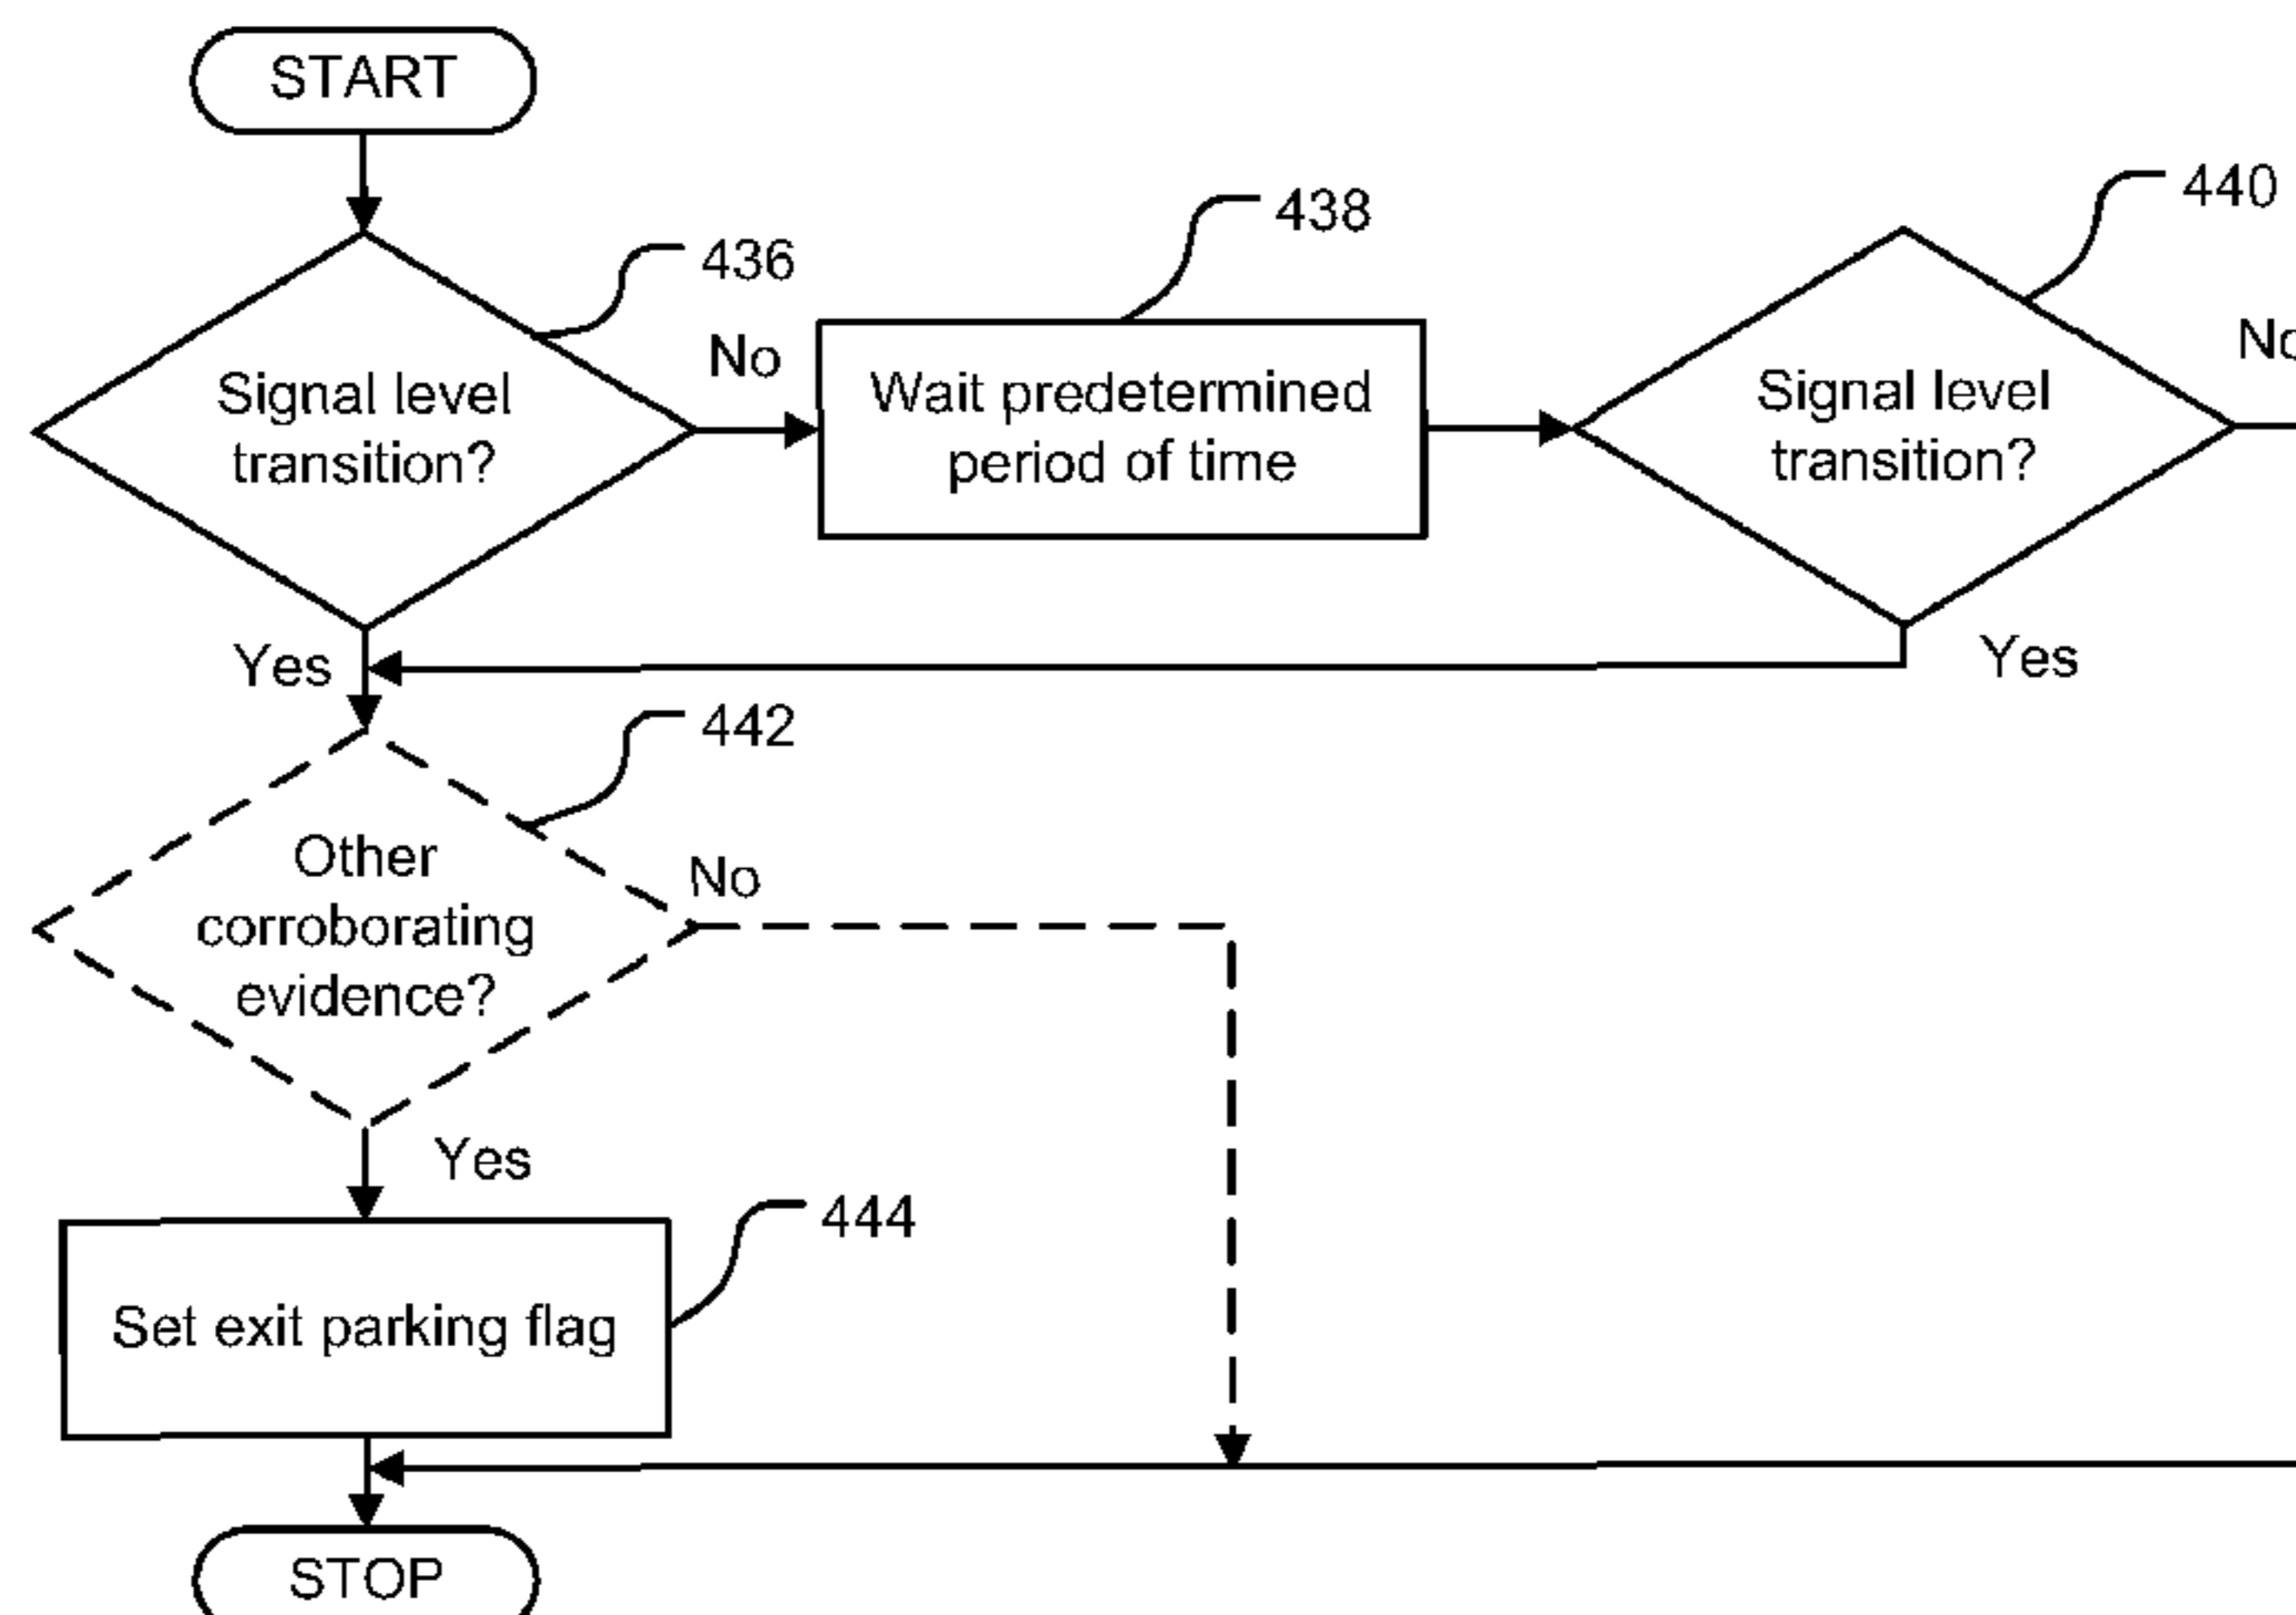 START
436
438
440
No
No
Signal level
transition?
Wait predetermined
period of time
Signal level
transition?
Yes
Yes
442
Other
corroborating
evidence?
No
Yes
444
Set exit parking flag
STOP